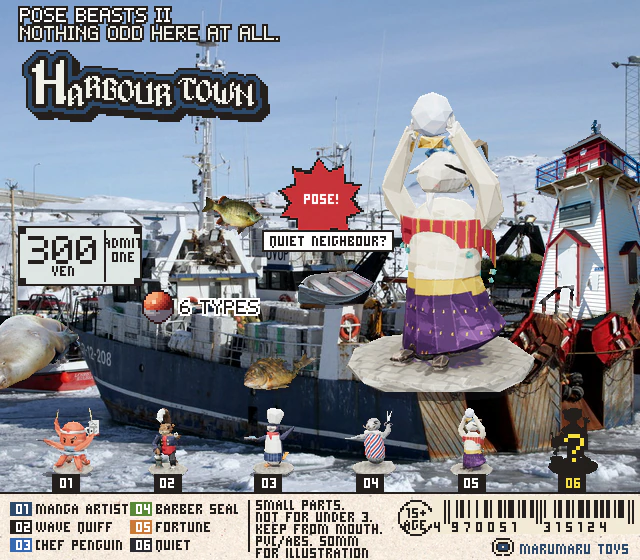 POSE BEASTS II
NOTHING ODD HERE AT ALL.
HARBOUR TOWN
POSE!
QUIET NEIGHBOUR?
300
YEN
ADMIT
ONE
6 TYPES
12-208
?
01
02
03
04
05
06
01 MANGA ARTIST
02 WAVE QUIFF
03 CHEF PENGUIN
04 BARBER SEAL
05 FORTUNE
06 QUIET
SMALL PARTS.
NOT FOR UNDER 3.
KEEP FROM MOUTH.
PVC/ABS. 50MM
FOR ILLUSTRATION
15+
AGE
4 970051 315124
MARUMARU TOYS